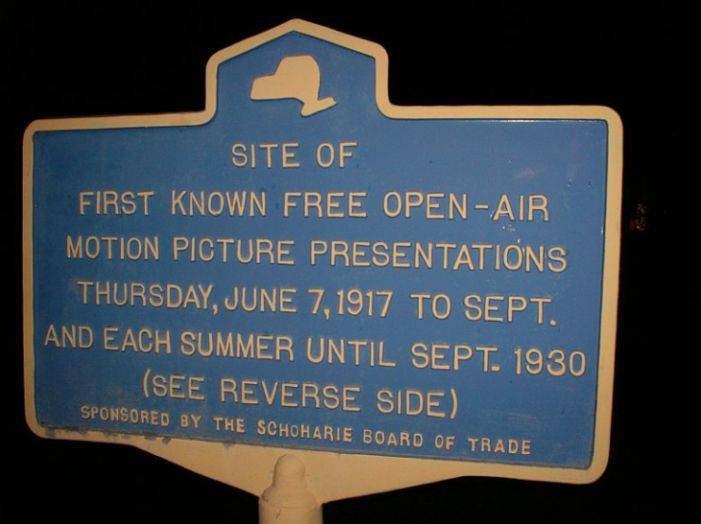 SITE OF
FIRST KNOWN FREE OPEN-AIR
MOTION PICTURE PRESENTATIONS
THURSDAY, JUNE 7, 1917 TO SEPT.
AND EACH SUMMER UNTIL SEPT. 1930
(SEE REVERSE SIDE)
SPONSORED BY THE SCHOHARIE BOARD OF TRADE